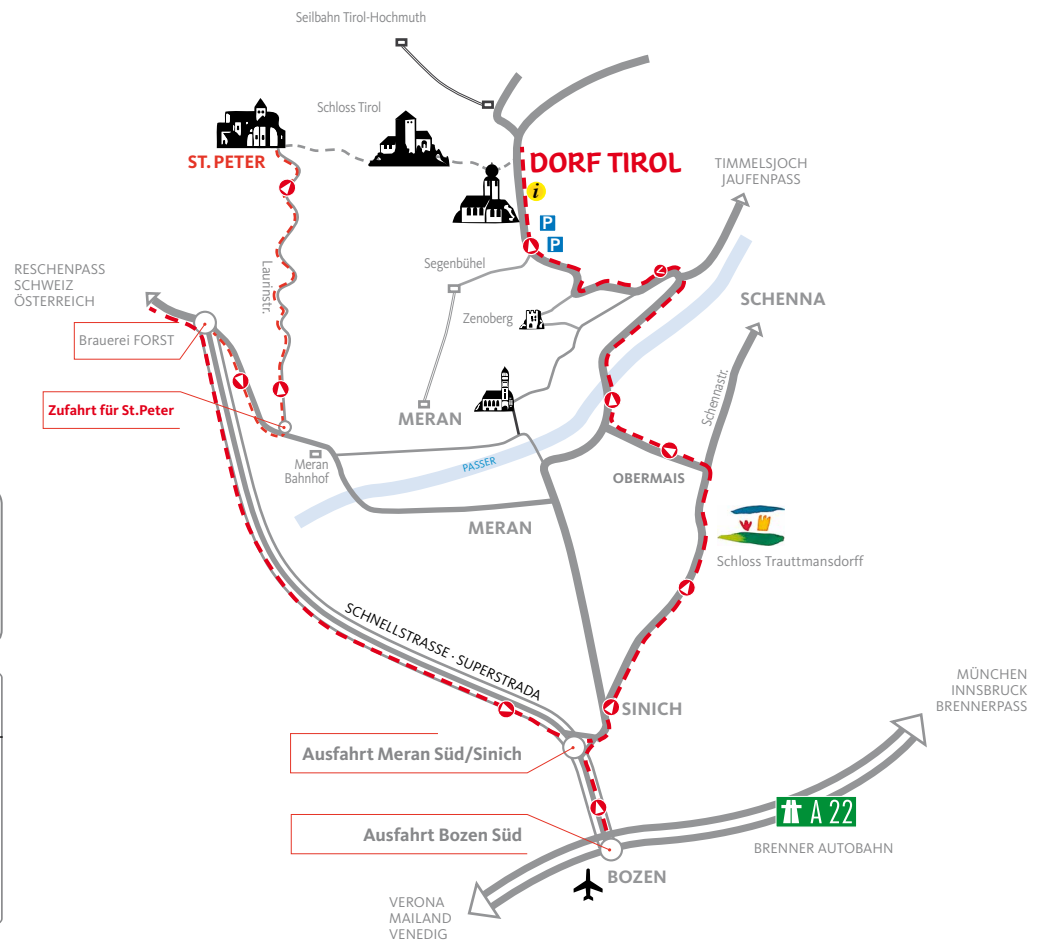 Seilbahn Tirol-Hochmuth
Schloss Tirol
ST. PETER
DORF TIROL
i
P
P
TIMMELSJOCH
JAUFENPASS
Segenbühel
Laurinstr.
RESCHENPASS
SCHWEIZ
ÖSTERREICH
SCHENNA
Zenoberg
Brauerei FORST
Schennastr.
Zufahrt für St.Peter
MERAN
Meran
Bahnhof
PASSER
OBERMAIS
MERAN
Schloss Trauttmansdorff
SCHNELLSTRASSE · SUPERSTRADA
MÜNCHEN
INNSBRUCK
BRENNERPASS
SINICH
Ausfahrt Meran Süd/Sinich
A 22
Ausfahrt Bozen Süd
BRENNER AUTOBAHN
BOZEN
VERONA
MAILAND
VENEDIG